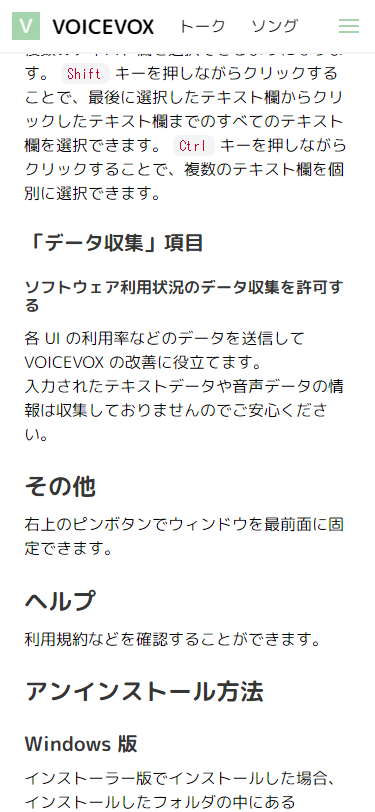 V VOICEVOX トーク ソング
す。 Shift キーを押しながらクリックする
ことで、最後に選択したテキスト欄からクリ
ックしたテキスト欄までのすべてのテキスト
欄を選択できます。 Ctrl キーを押しながら
クリックすることで、複数のテキスト欄を個
別に選択できます。
「データ収集」項目
ソフトウェア利用状況のデータ収集を許可す
る
各 UI の利用率などのデータを送信して
VOICEVOX の改善に役立てます。
入力されたテキストデータや音声データの情
報は収集しておりませんのでご安心くださ
い。
その他
右上のピンボタンでウィンドウを最前面に固
定できます。
ヘルプ
利用規約などを確認することができます。
アンインストール方法
Windows 版
インストーラー版でインストールした場合、
インストールしたフォルダの中にある